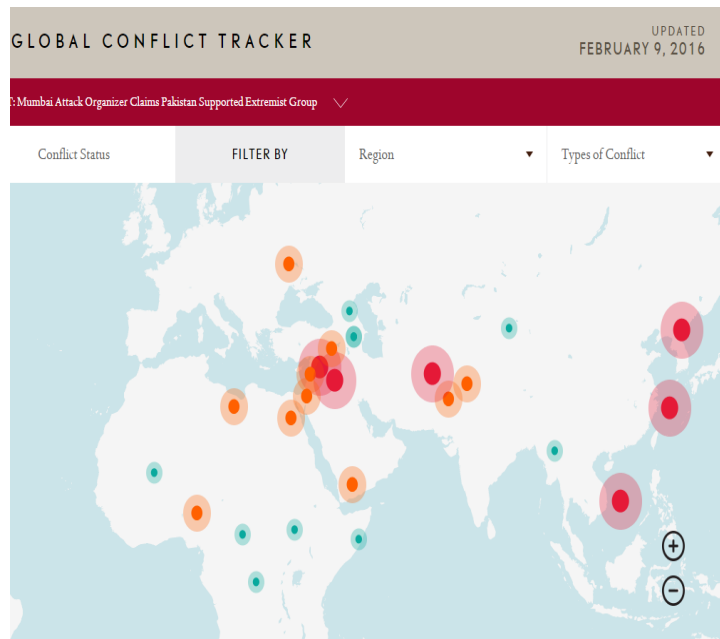 GLOBAL CONFLICT TRACKER
UPDATED
FEBRUARY 9, 2016
: Mumbai Attack Organizer Claims Pakistan Supported Extremist Group
Conflict Status
FILTER BY
Region
Types of Conflict